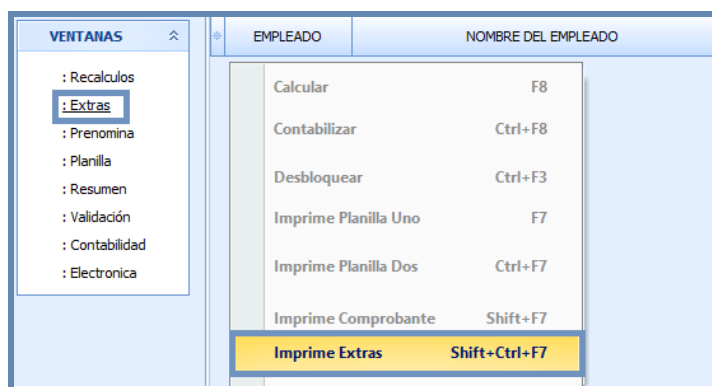 VENTANAS
EMPLEADO NOMBRE DEL EMPLEADO
: Recalculos
: Extras
: Prenomina
: Planilla
: Resumen
: Validación
: Contabilidad
: Electronica
Calcular F8
Contabilizar Ctrl+F8
Desbloquear Ctrl+F3
Imprime Planilla Uno F7
Imprime Planilla Dos Ctrl+F7
Imprime Comprobante Shift+F7
Imprime Extras Shift+Ctrl+F7